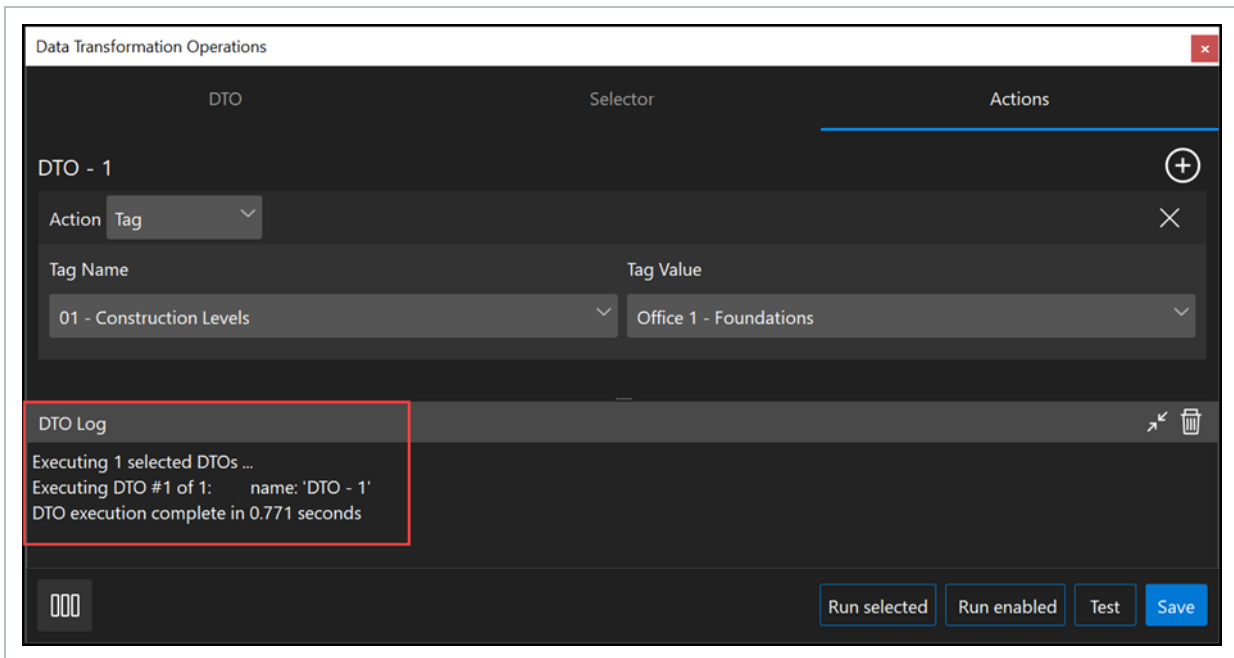 Data Transformation Operations
DTO
Selector
Actions
DTO - 1
Action Tag
Tag Name
Tag Value
01 - Construction Levels
Office 1 - Foundations
DTO Log
Executing 1 selected DTOs ...
Executing DTO #1 of 1: name: 'DTO - 1'
DTO execution complete in 0.771 seconds
Run selected
Run enabled
Test
Save